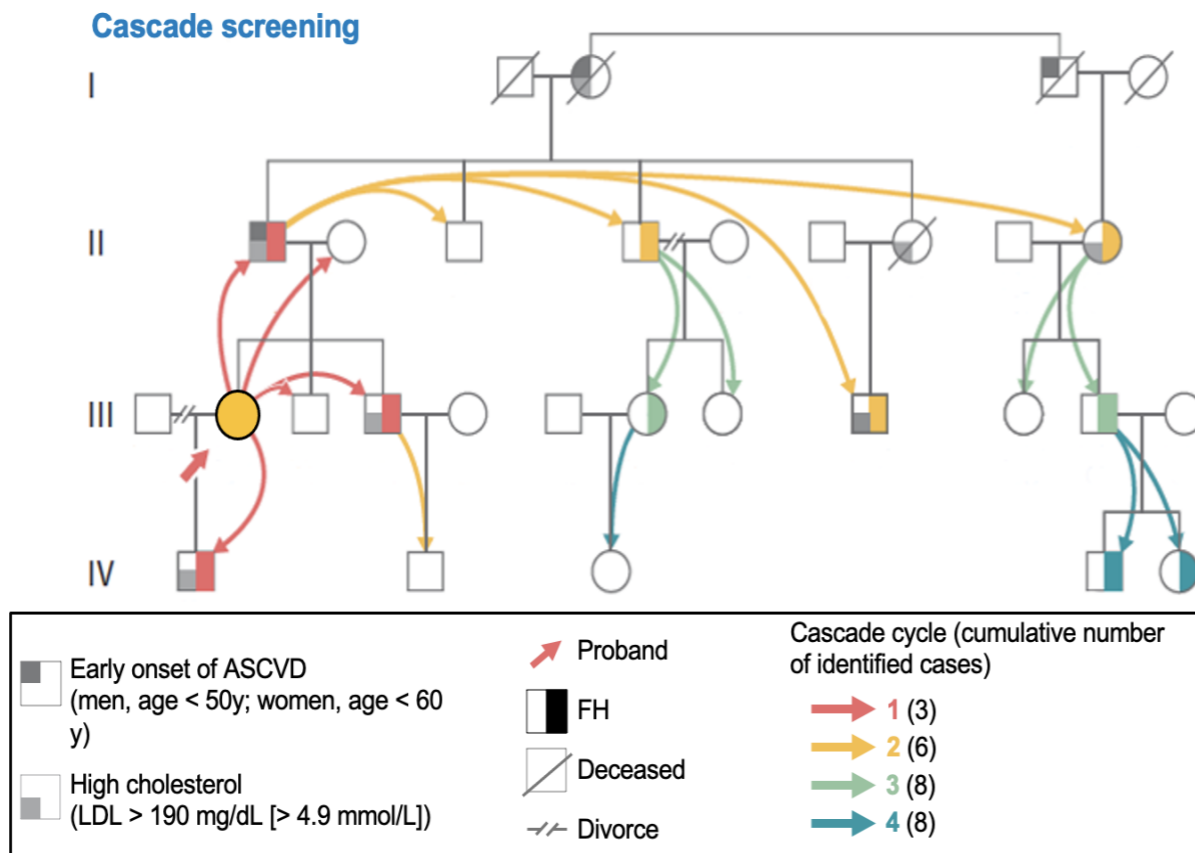 Cascade screening
I
II
III
IV
Early onset of ASCVD
(men, age < 50y; women, age < 60
y)
High cholesterol
(LDL > 190 mg/dL [> 4.9 mmol/L])
Proband
FH
Deceased
Divorce
Cascade cycle (cumulative number
of identified cases)
1 (3)
2 (6)
3 (8)
4 (8)